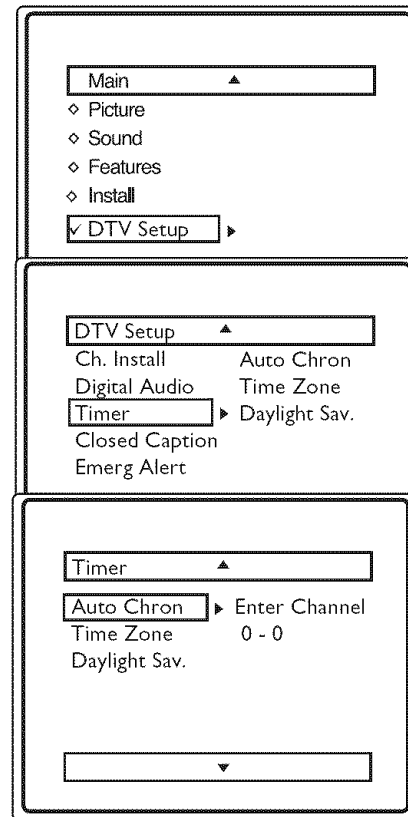 Main ▲
◇ Picture
◇ Sound
◇ Features
◇ Install
✓ DTV Setup ▶
DTV Setup ▲
Ch. Install Auto Chron
Digital Audio Time Zone
Timer ▶ Daylight Sav.
Closed Caption
Emerg Alert
Timer ▲
Auto Chron ▶ Enter Channel
Time Zone 0 - 0
Daylight Sav.
▼